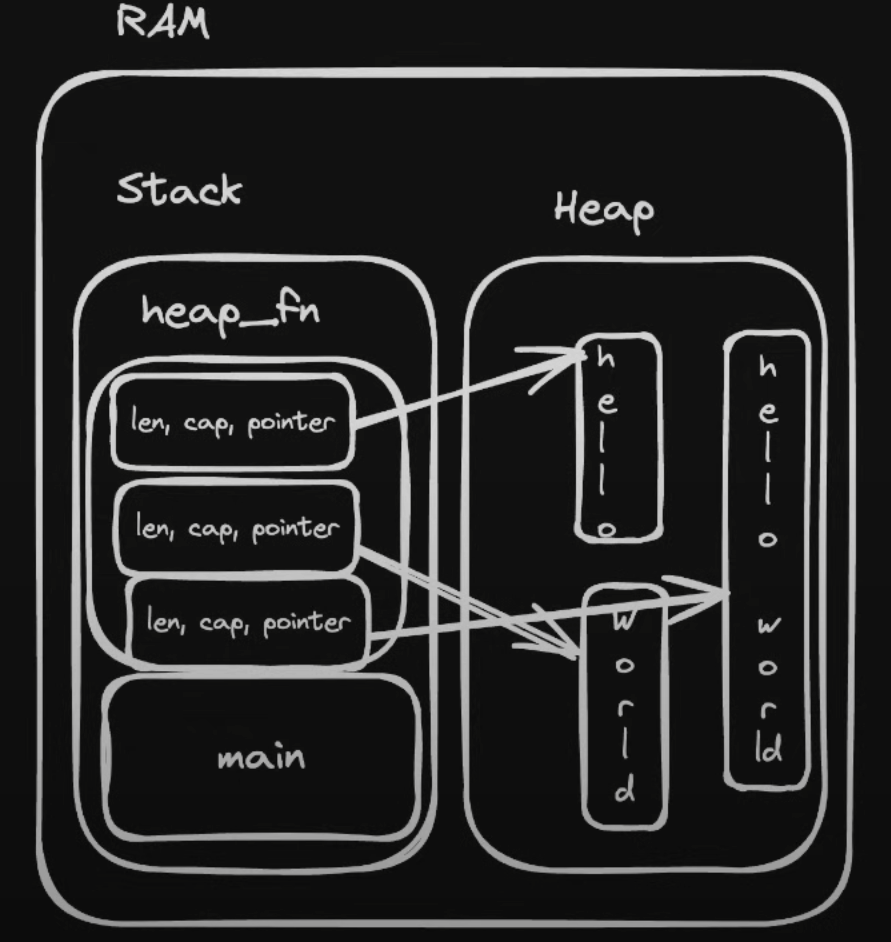 RAM
Stack
Heap
heap_fn
len, cap, pointer
len, cap, pointer
len, cap, pointer
main
h
e
l
l
o
w
o
r
l
d
h
e
l
l
o
w
o
r
ld